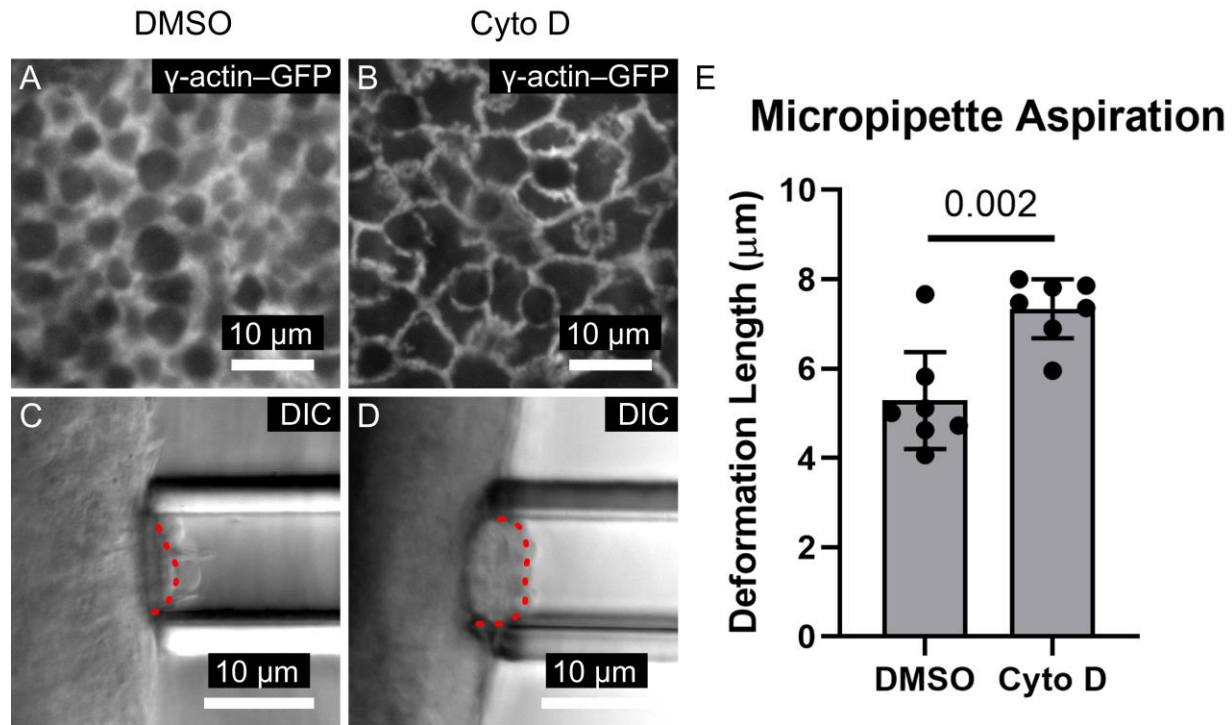 DMSO
Cyto D
A
γ-actin–GFP
B
γ-actin–GFP
E
Micropipette Aspiration
10 µm
10 µm
C
DIC
D
DIC
10 µm
10 µm
Deformation Length (µm)
10
8
6
4
2
0
0.002
DMSO
Cyto D